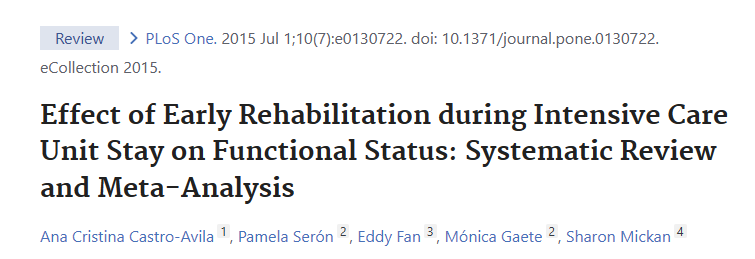 Review > PLoS One. 2015 Jul 1;10(7):e0130722. doi: 10.1371/journal.pone.0130722.
eCollection 2015.
Effect of Early Rehabilitation during Intensive Care
Unit Stay on Functional Status: Systematic Review
and Meta-Analysis
Ana Cristina Castro-Avila 1, Pamela Serón 2, Eddy Fan 3, Mónica Gaete 2, Sharon Mickan 4